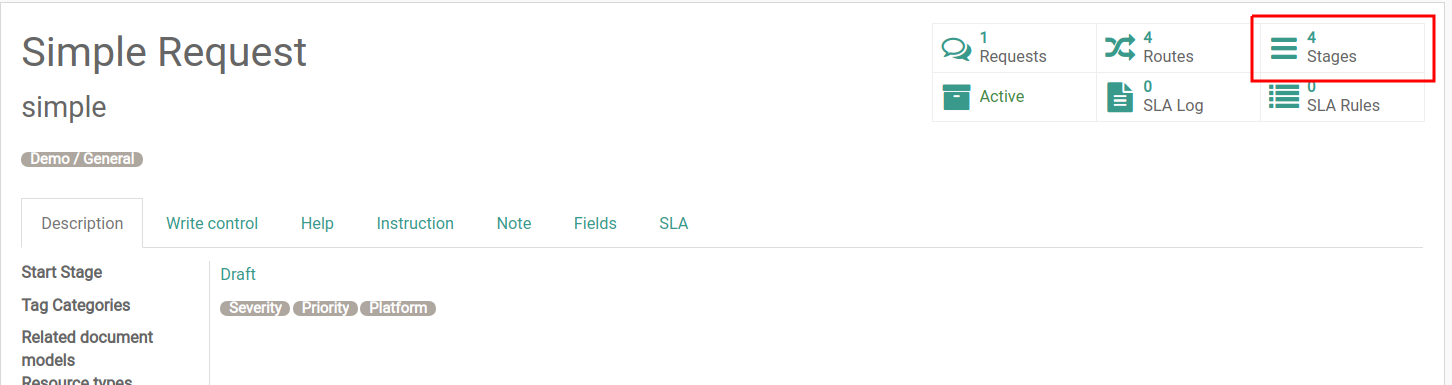 Simple Request
simple
Demo / General
1
Requests
4
Routes
4
Stages
Active
0
SLA Log
0
SLA Rules
Description Write control Help Instruction Note Fields SLA
Start Stage Draft
Tag Categories Severity Priority Platform
Related document
models
Resource types